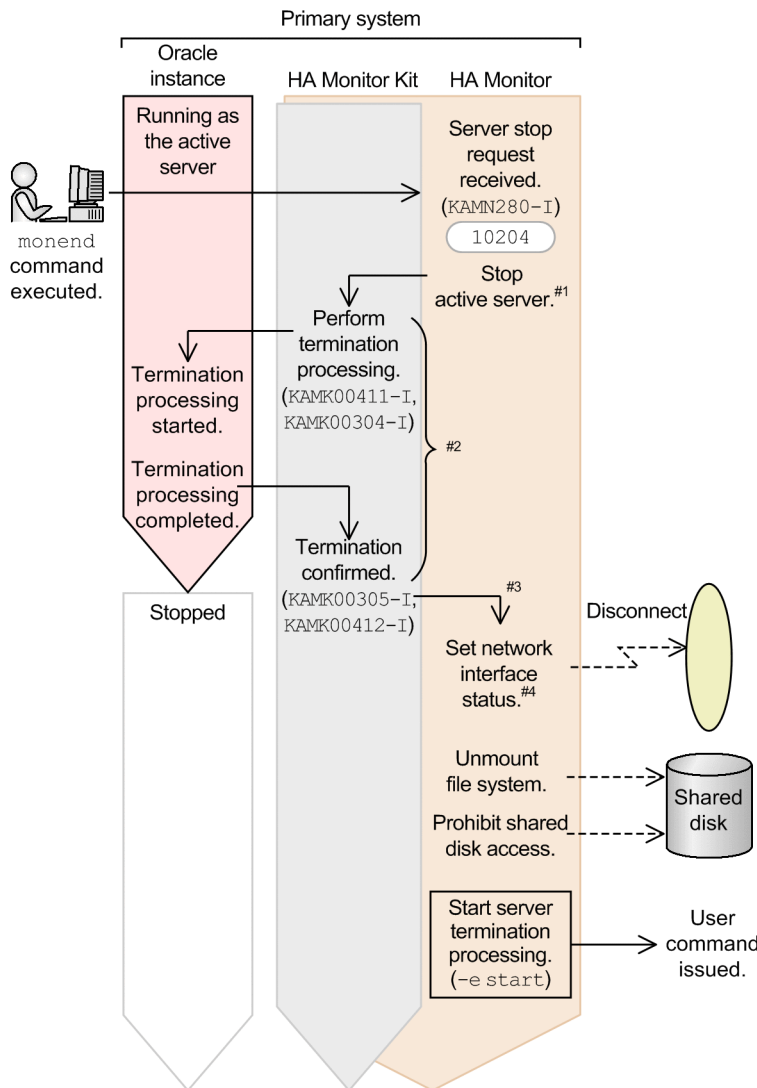 Primary system
Oracle
instance
HA Monitor Kit
HA Monitor
Running as
the active
server
Server stop
request
received.
(KAMN280-I)
10204
monend
command
executed.
Stop
active server.#1
Perform
termination
processing.
(KAMK00411-I,
KAMK00304-I)
Termination
processing
started.
#2
Termination
processing
completed.
Termination
confirmed.
(KAMK00305-I,
KAMK00412-I)
#3
Stopped
Disconnect
Set network
interface
status.#4
Unmount
file system.
Shared
disk
Prohibit shared
disk access.
Start server
termination
processing.
(-e start)
User
command
issued.